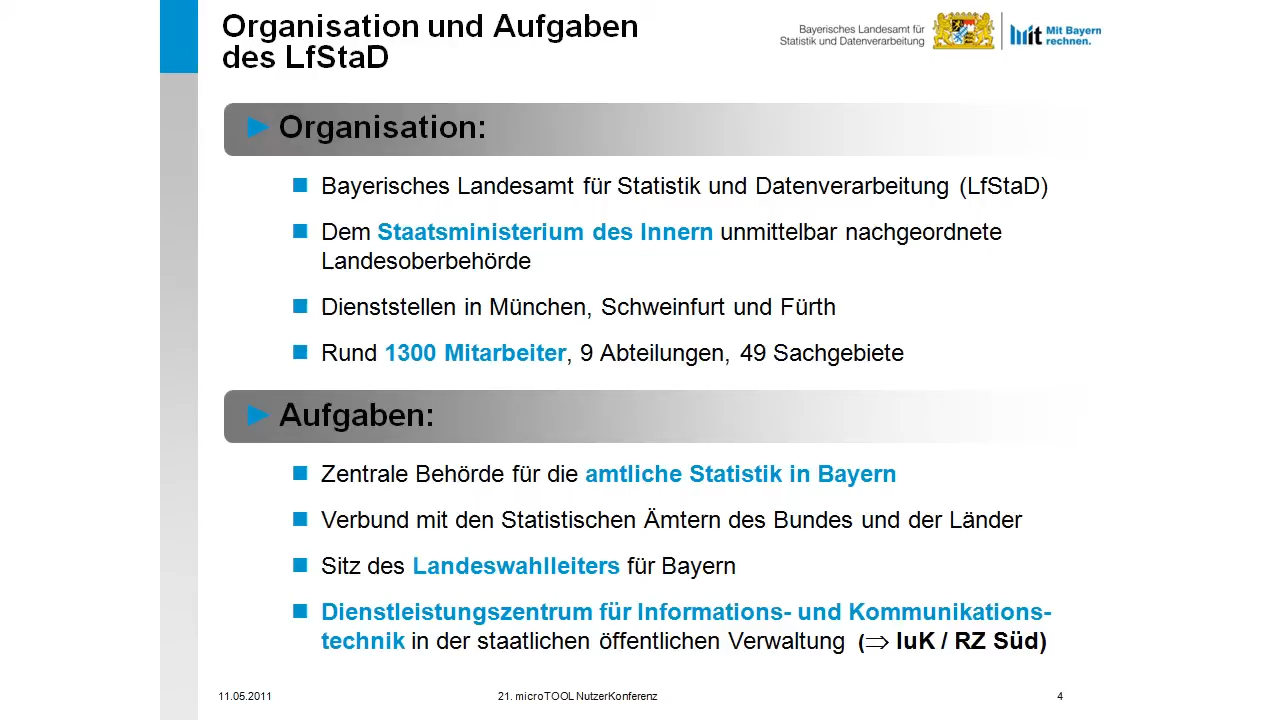 Organisation und Aufgaben
des LfStaD
Bayerisches Landesamt für
Statistik und Datenverarbeitung
Mit Bayern
rechnen.
Organisation:
Bayerisches Landesamt für Statistik und Datenverarbeitung (LfStaD)
Dem Staatsministerium des Innern unmittelbar nachgeordnete
Landesoberbehörde
Dienststellen in München, Schweinfurt und Fürth
Rund 1300 Mitarbeiter, 9 Abteilungen, 49 Sachgebiete
Aufgaben:
Zentrale Behörde für die amtliche Statistik in Bayern
Verbund mit den Statistischen Ämtern des Bundes und der Länder
Sitz des Landeswahlleiters für Bayern
Dienstleistungszentrum für Informations- und Kommunikations-
technik in der staatlichen öffentlichen Verwaltung (⇒ IuK / RZ Süd)
11.05.2011
21. microTOOL NutzerKonferenz
4